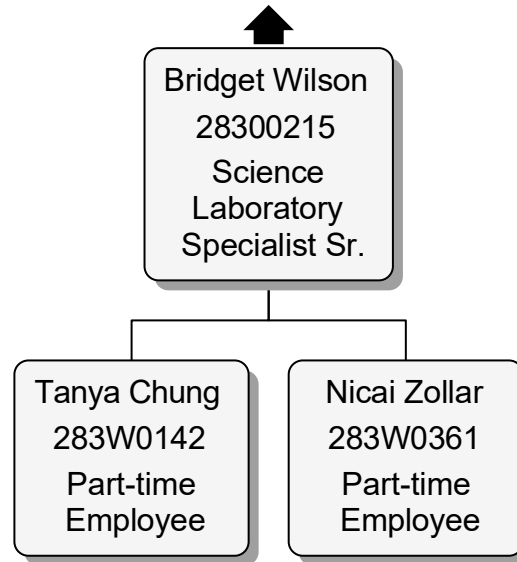 Bridget Wilson
28300215
Science
Laboratory
Specialist Sr.
Tanya Chung
283W0142
Part-time
Employee
Nicai Zollar
283W0361
Part-time
Employee